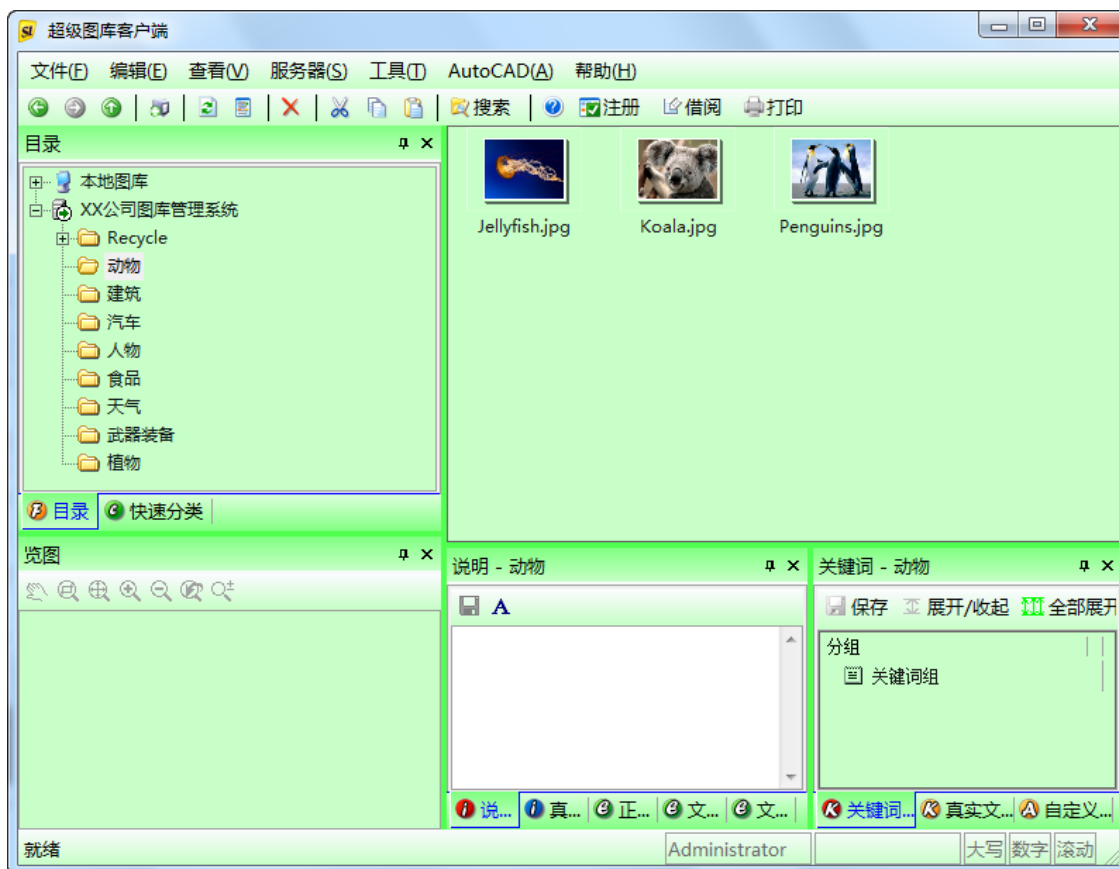 超级图库客户端
文件(F) 编辑(E) 查看(V) 服务器(S) 工具(T) AutoCAD(A) 帮助(H)
搜索 注册 借阅 打印
目录
本地图库
XX公司图库管理系统
Recycle
动物
建筑
汽车
人物
食品
天气
武器装备
植物
目录 快速分类
Jellyfish.jpg Koala.jpg Penguins.jpg
览图
说明 - 动物
A
说... 真... 正... 文... 文...
关键词 - 动物
保存 展开/收起 全部展开
分组
关键词组
关键词... 真实文... 自定义...
就绪 Administrator 大写 数字 滚动